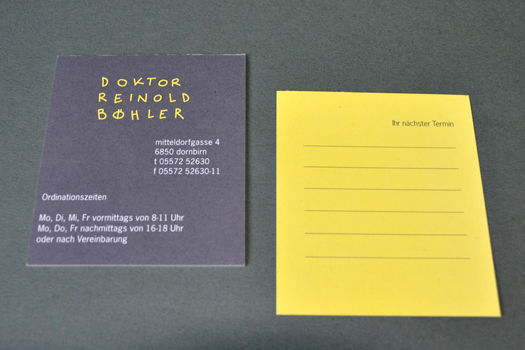 DOKTOR
REINOLD
BÖHLER
mitteldorfgasse 4
6850 dornbirn
t 05572 52630
f 05572 52630-11
Ordinationszeiten
Mo, Di, Mi, Fr vormittags von 8-11 Uhr
Mo, Do, Fr nachmittags von 16-18 Uhr
oder nach Vereinbarung
Ihr nächster Termin